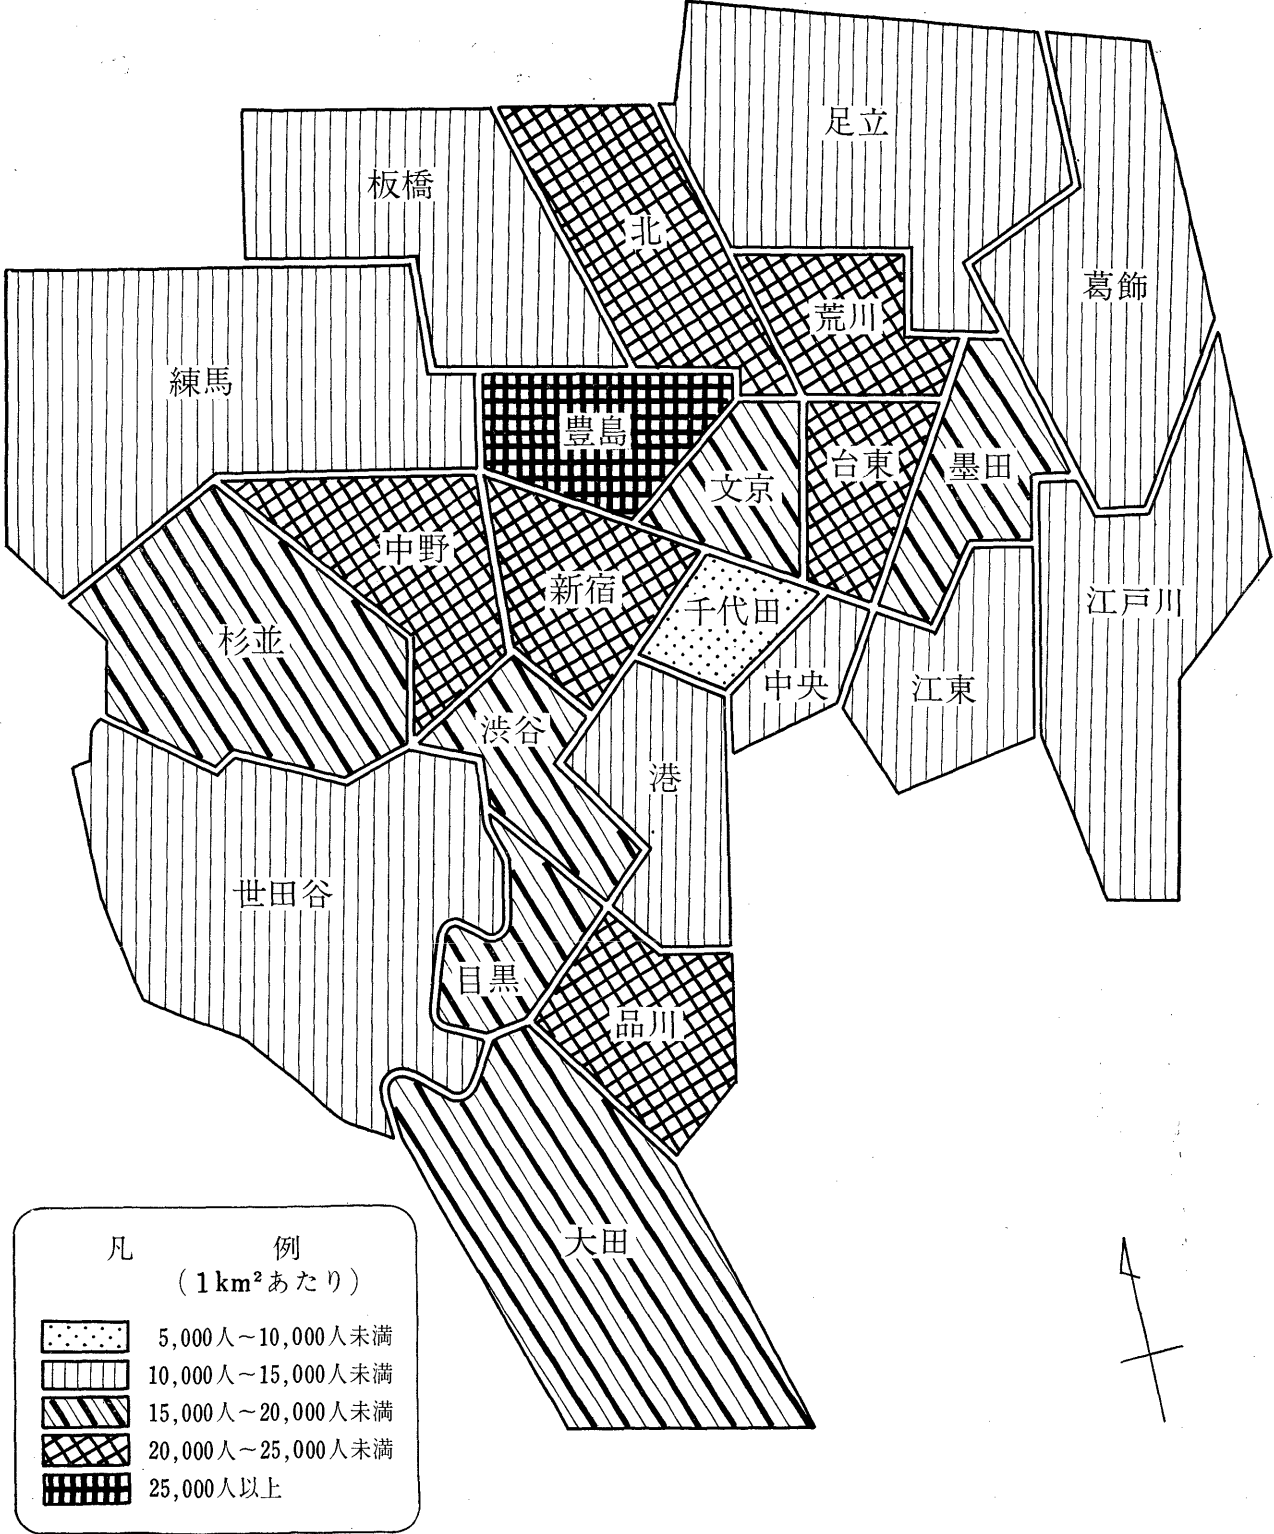 足立
板橋
北
葛飾
荒川
練馬
豊島
台東
墨田
文京
中野
新宿
江戸川
千代田
杉並
中央
江東
渋谷
港
世田谷
目黒
品川
大田
凡 例
(1km²あたり)
5,000人~10,000人未満
10,000人~15,000人未満
15,000人~20,000人未満
20,000人~25,000人未満
25,000人以上